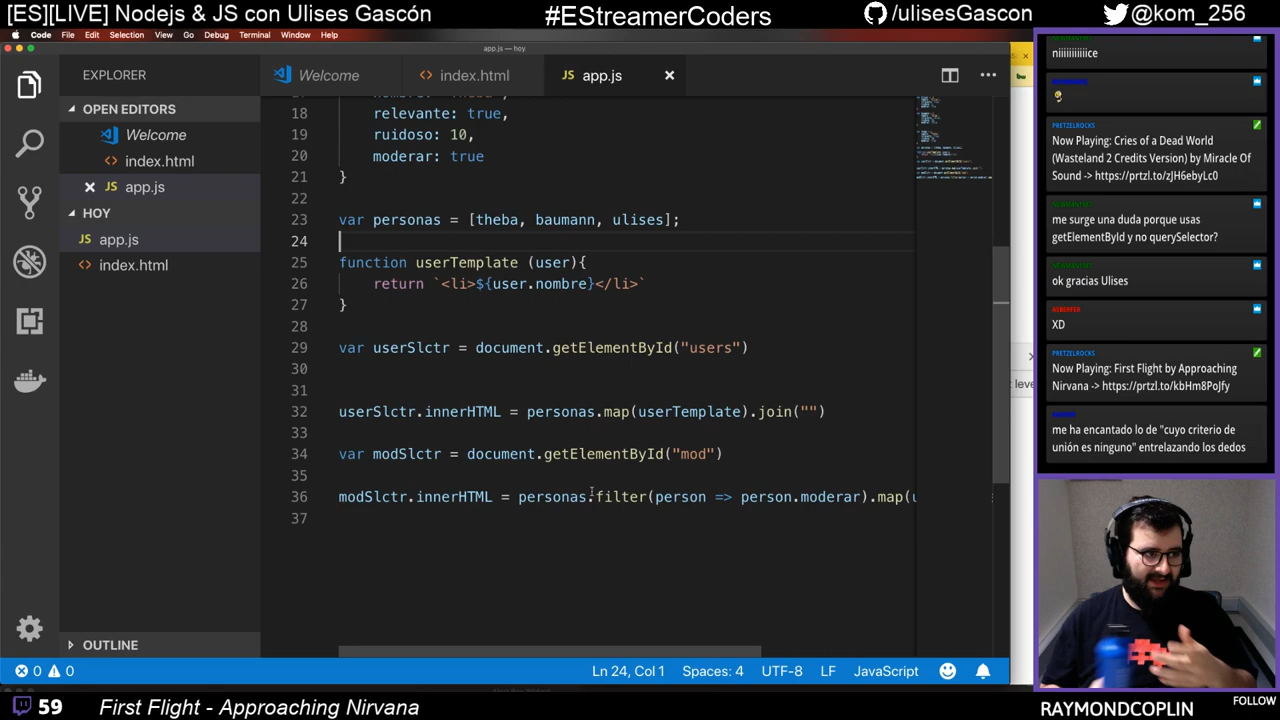 [ES][LIVE] Nodejs & JS con Ulises Gascón
#EStreamerCoders
/ulisesGascon
@kom_256
Code File Edit Selection View Go Debug Terminal Window Help
app.js — hoy
EXPLORER
Welcome
index.html
JS app.js
OPEN EDITORS
Welcome
index.html
JS app.js
HOY
JS app.js
index.html
18 relevante: true,
19 ruidoso: 10,
20 moderar: true
21 }
22
23 var personas = [theba, baumann, ulises];
24
25 function userTemplate (user){
26 return `<li>${user.nombre}</li>`
27 }
28
29 var userSlctr = document.getElementById("users")
30
31
32 userSlctr.innerHTML = personas.map(userTemplate).join("")
33
34 var modSlctr = document.getElementById("mod")
35
36 modSlctr.innerHTML = personas.filter(person => person.moderar).map(u
37
OUTLINE
0 0
Ln 24, Col 1 Spaces: 4 UTF-8 LF JavaScript
niiiiiiiiiiice
PRETZELROCKS
Now Playing: Cries of a Dead World
(Wasteland 2 Credits Version) by Miracle Of
Sound -> https://prtzl.to/zJH6ebyLc0
me surge una duda porque usas
getElementById y no querySelector?
ok gracias Ulises
XD
PRETZELROCKS
Now Playing: First Flight by Approaching
Nirvana -> https://prtzl.to/kbHm8PoJfy
me ha encantado lo de "cuyo criterio de
unión es ninguno" entrelazando los dedos
59
First Flight - Approaching Nirvana
RAYMONDCOPLIN
FOLLOW